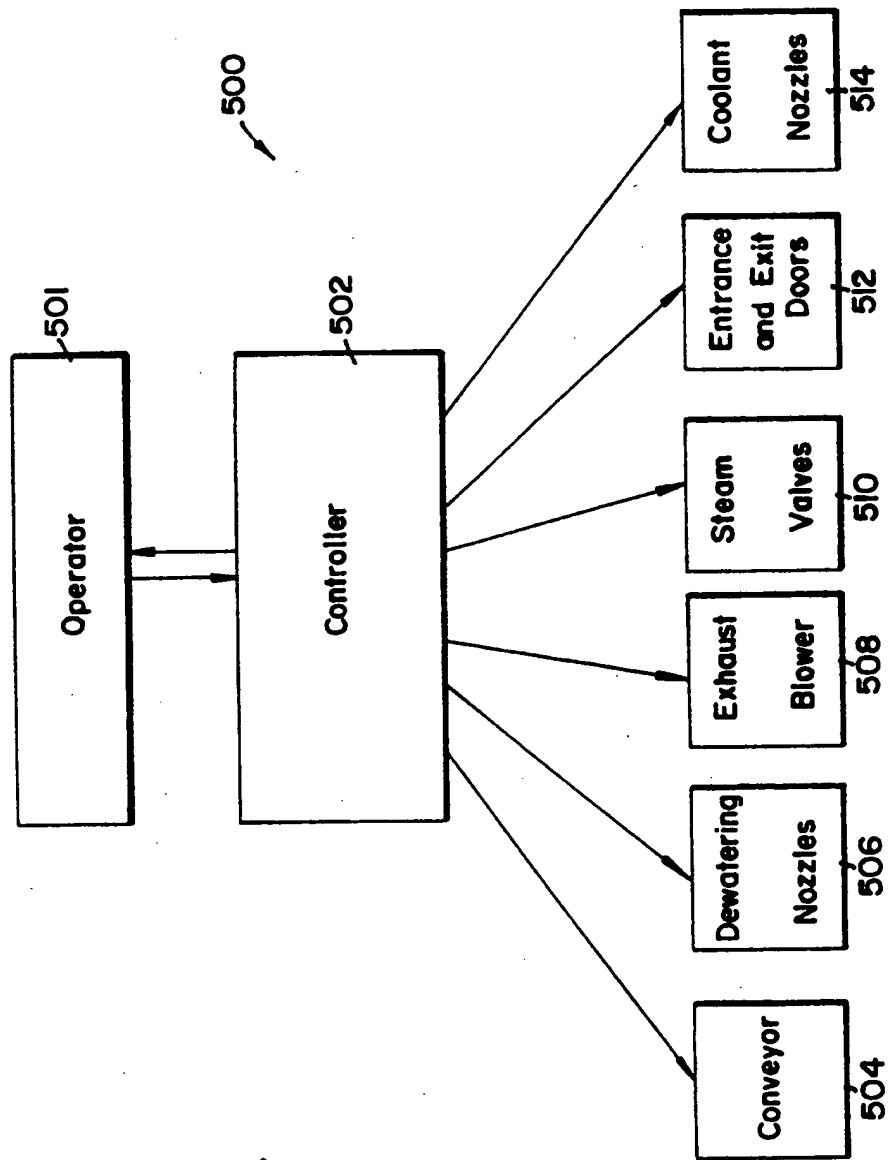 500
Operator
501
Controller
502
Conveyor
504
Dewatering
Nozzles
506
Exhaust
Blower
508
Steam
Valves
510
Entrance
and Exit
Doors
512
Coolant
Nozzles
514